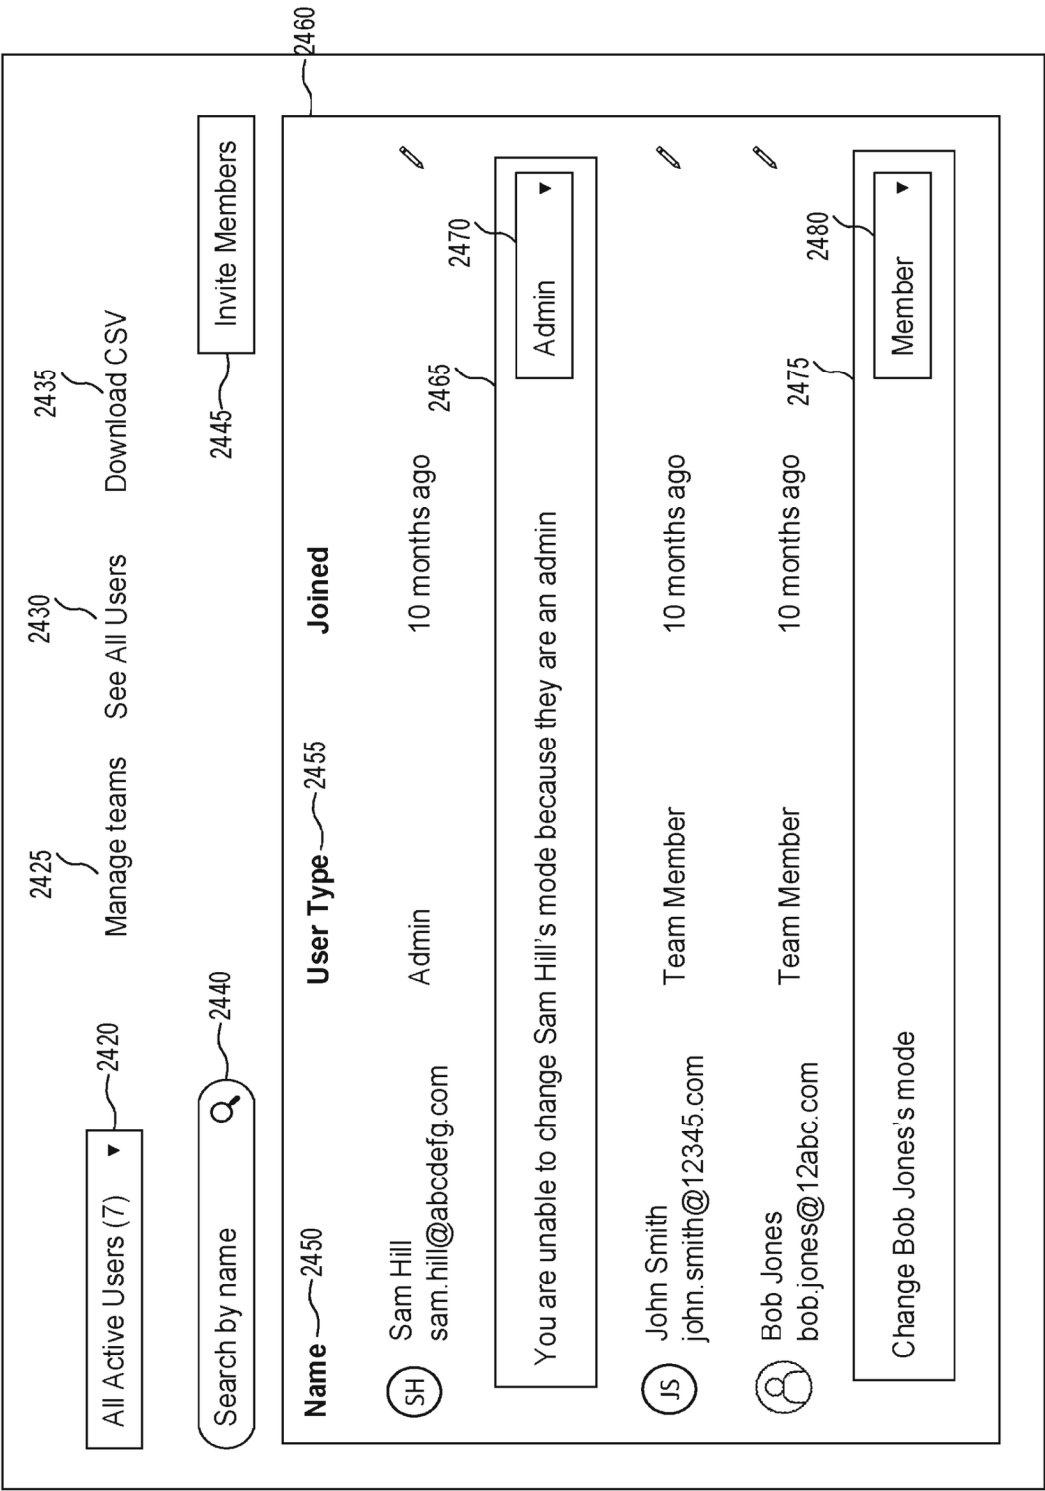 2425
2430
2435
All Active Users (7) ▼
2420
Manage teams
See All Users
Download CSV
Search by name
2440
2445
Invite Members
2460
Name
2450
User Type
2455
Joined
SH
Sam Hill
sam.hill@abcdefg.com
Admin
10 months ago
2465
2470
You are unable to change Sam Hill's mode because they are an admin
Admin ▼
JS
John Smith
john.smith@12345.com
Team Member
10 months ago
Bob Jones
bob.jones@12abc.com
Team Member
10 months ago
2475
2480
Change Bob Jones's mode
Member ▼